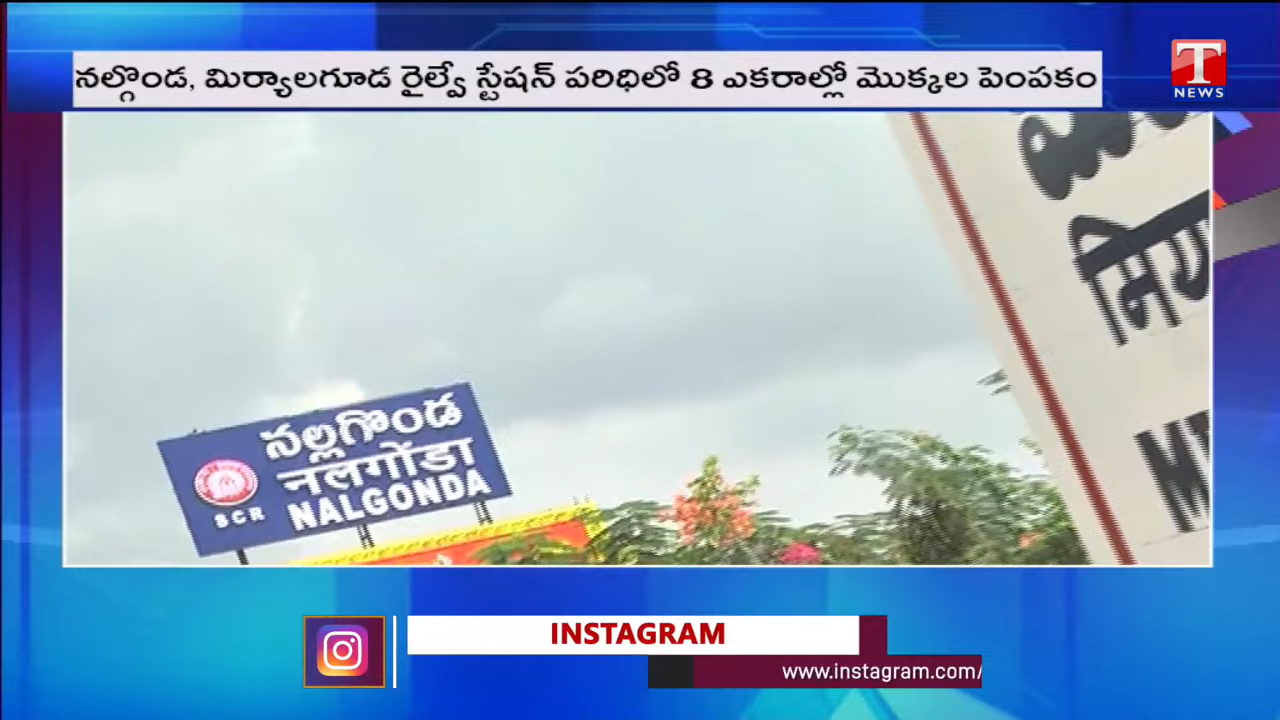 నల్గొండ, మిర్యాలగూడ రైల్వే స్టేషన్ పరిధిలో 8 ఎకరాల్లో మొక్కల పెంపకం
T
NEWS
మి
నల్లగొండ
नलगोंडा
NALGONDA
SCR
INSTAGRAM
www.instagram.com/